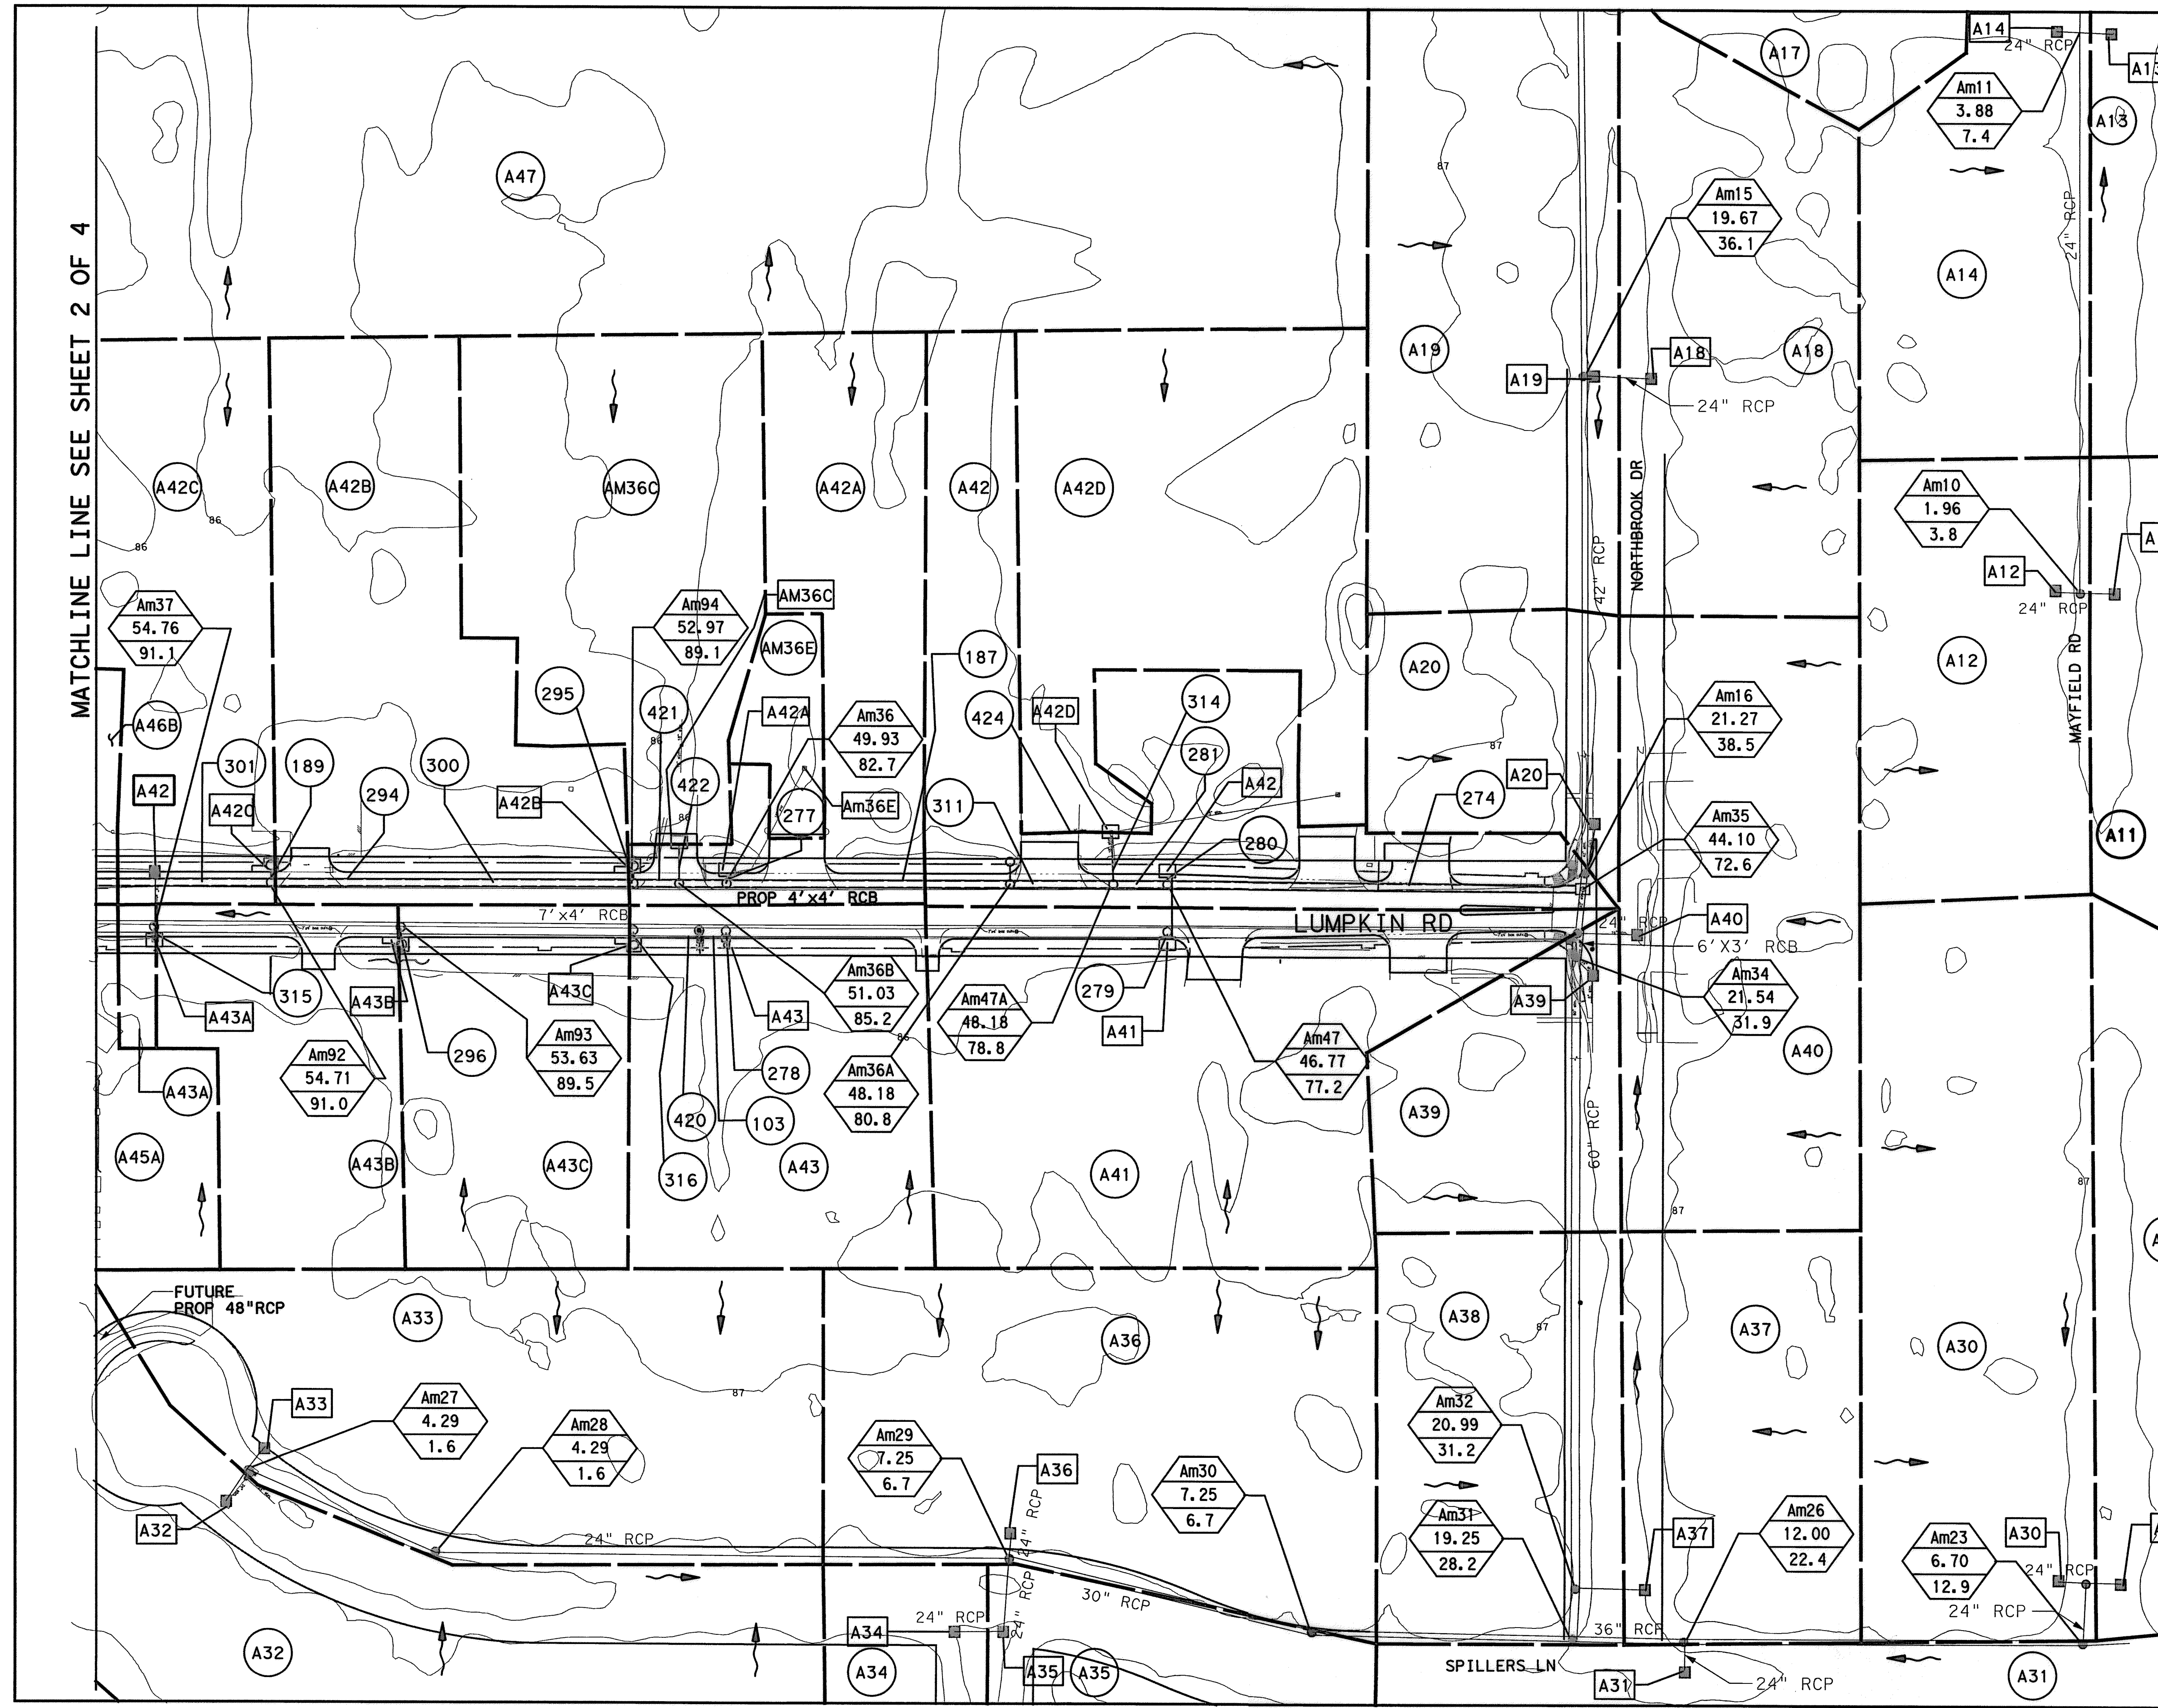 MATCHLINE LINE SEE SHEET 2 OF 4
A14
24" RCP
A17
Am11
3.88
7.4
A13
A47
87
Am15
19.67
36.1
24" RCP
A14
A19
A18
A19
A18
24" RCP
A42C
A42B
AM36C
A42A
A42
A42D
86
86
NORTHBROOK DR
42" RCP
Am10
1.96
3.8
A12
24" RCP
MAYFIELD RD
Am37
54.76
91.1
Am94
52.97
89.1
AM36C
AM36E
187
A20
A12
295
421
A42A
Am36
49.93
82.7
424
A42D
314
Am16
21.27
38.5
A46B
86
281
87
301
189
300
422
A42
A20
A42
A42C
294
A42B
277
Am36E
311
274
86
280
Am35
44.10
72.6
A11
PROP 4'x4' RCB
7'x4' RCB
LUMPKIN RD
24" RCP
A40
6'X3' RCB
315
A43A
A43B
A43C
Am36B
51.03
85.2
Am47A
48.18
78.8
279
A39
Am34
21.54
31.9
A43
A41
86
Am92
54.71
91.0
296
Am93
53.63
89.5
278
Am36A
48.18
80.8
Am47
46.77
77.2
A40
A43A
420
103
A39
60" RCP
A45A
A43B
A43C
316
A43
A41
87
87
FUTURE
PROP 48"RCP
A33
A36
A38
87
A37
A30
87
A33
Am27
4.29
1.6
Am28
4.29
1.6
Am29
7.25
6.7
A36
Am30
7.25
6.7
Am32
20.99
31.2
A32
24" RCP
24" RCP
Am31
19.25
28.2
A37
Am26
12.00
22.4
Am23
6.70
12.9
A30
24" RCP
30" RCP
24" RCP
24" RCP
24" RCP
36" RCP
A32
A34
A34
A35
A35
SPILLERS LN
A31
24" RCP
A31